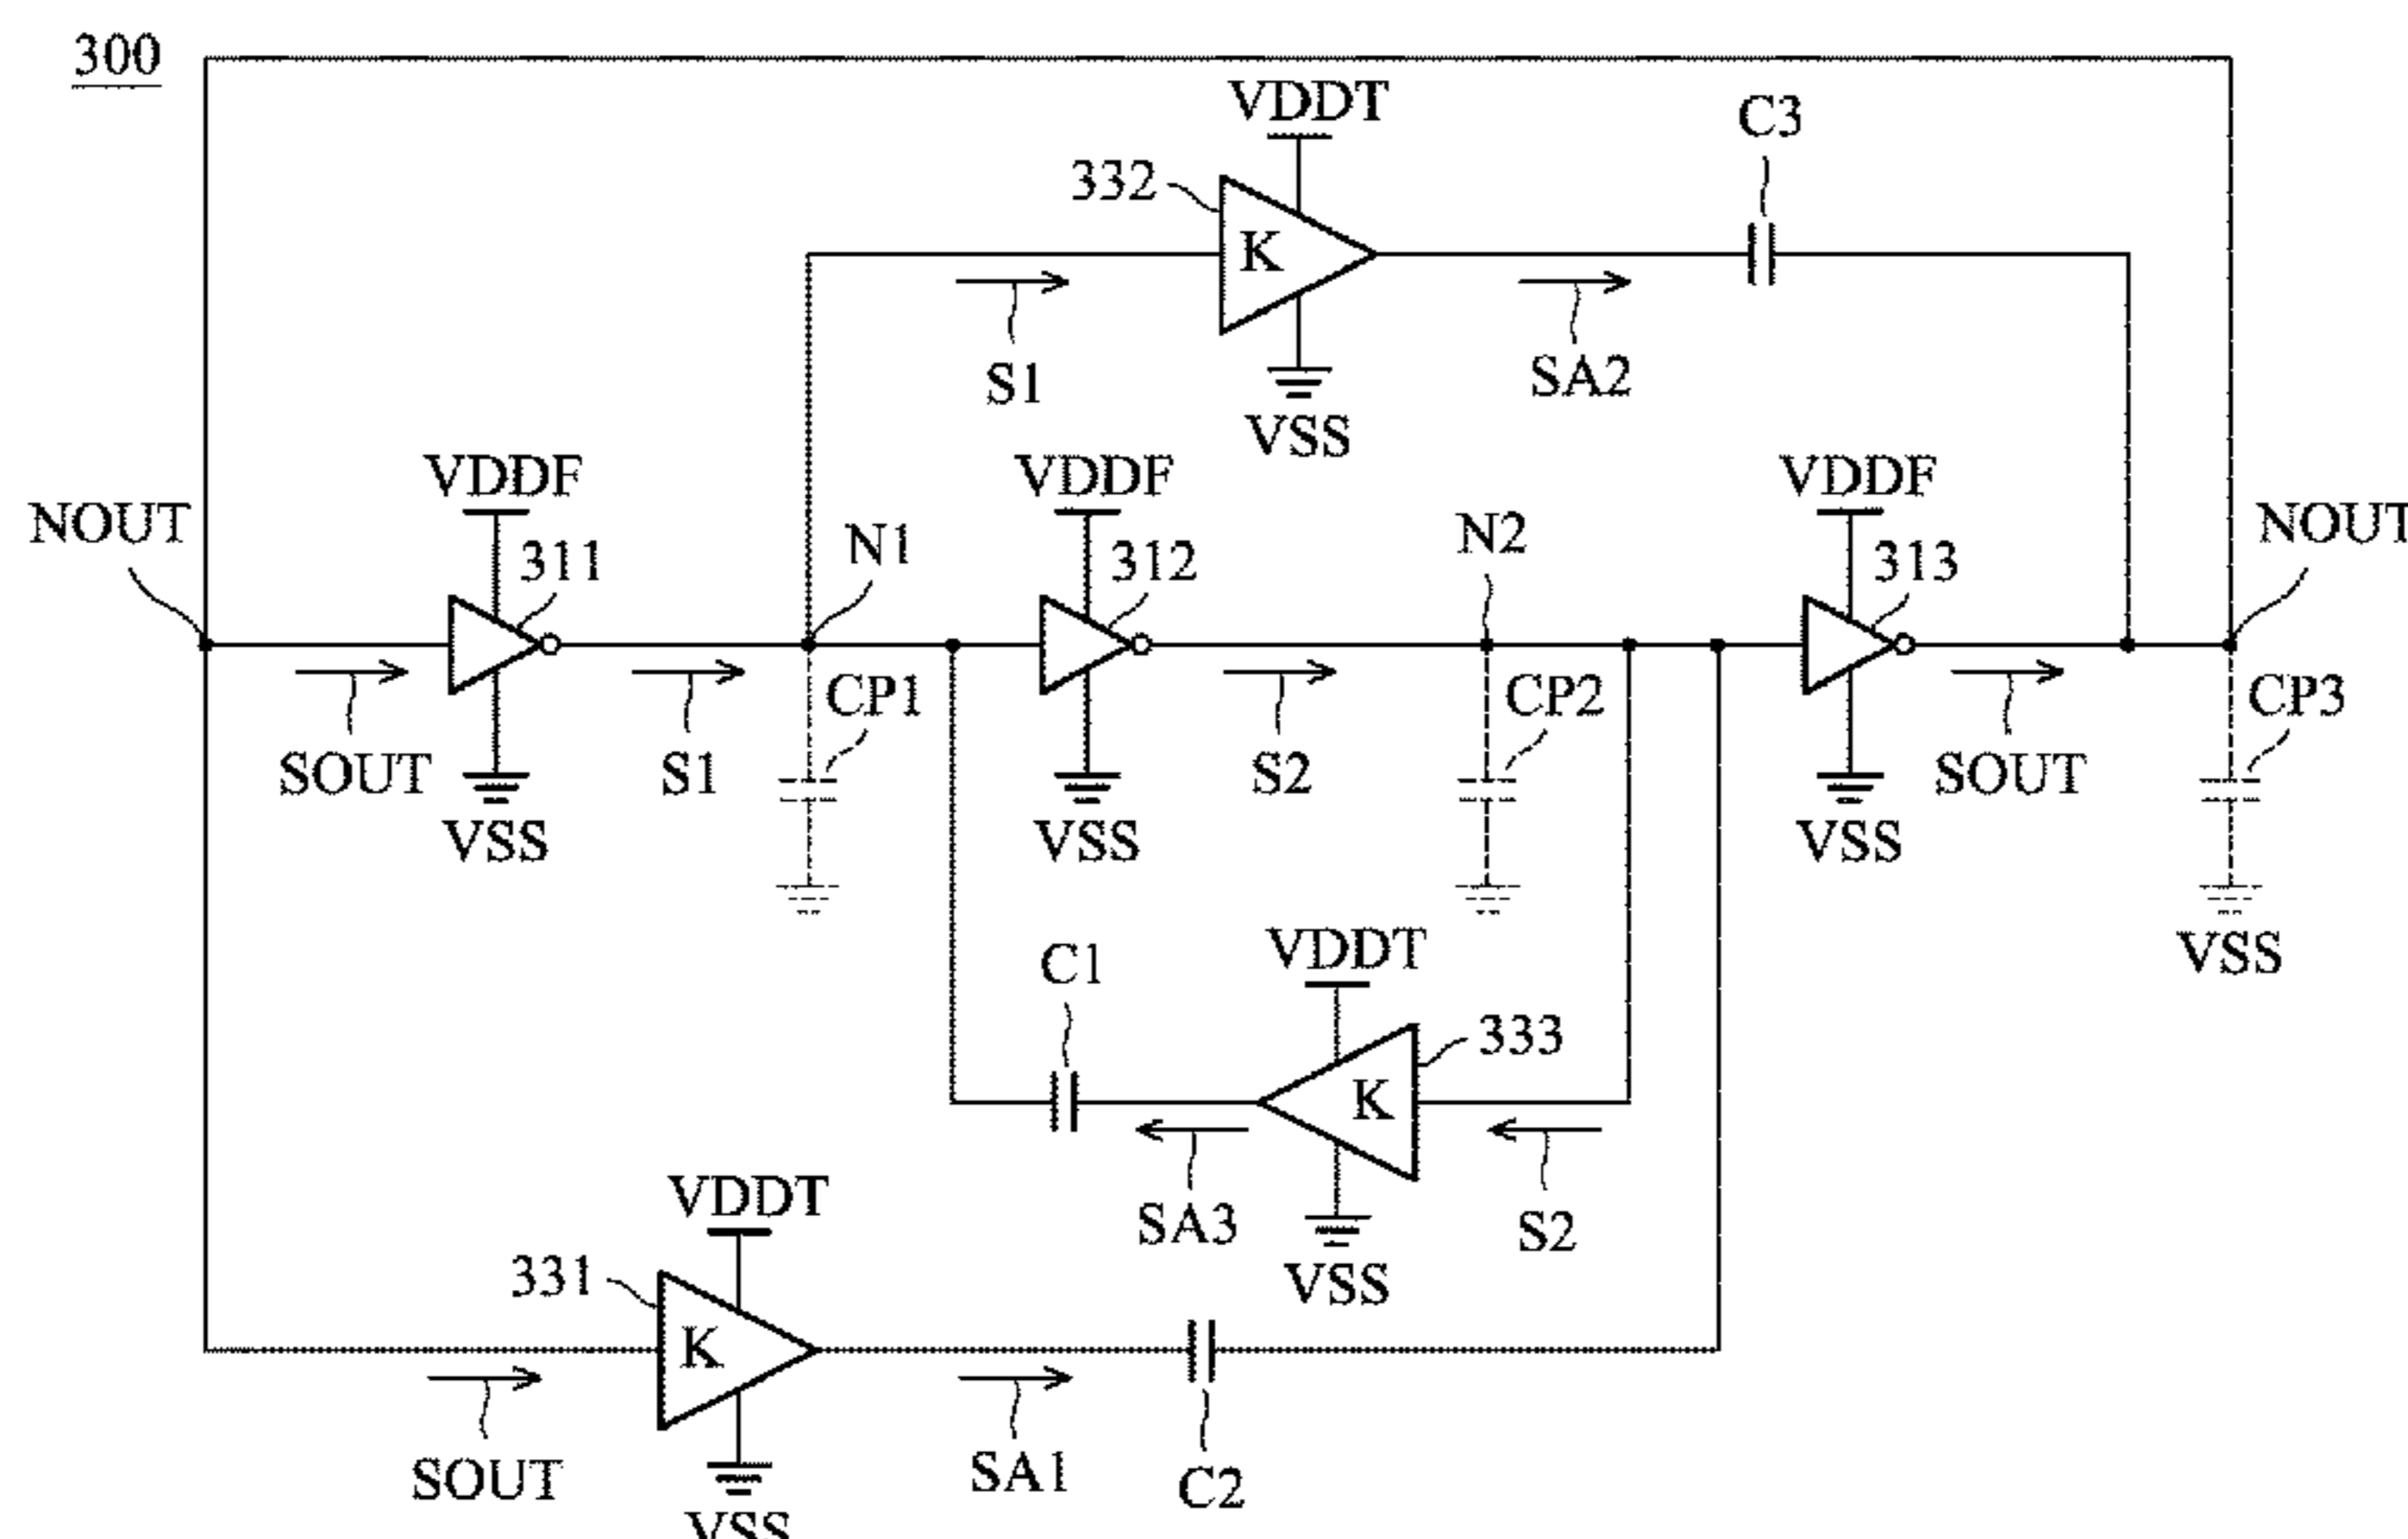 300
VDDT
C3
332
K
S1
SA2
VSS
VDDF
VDDF
VDDF
NOUT
311
N1
312
N2
313
NOUT
CP1
CP2
CP3
SOUT
S1
S2
SOUT
VSS
VSS
VSS
VSS
C1
VDDT
333
K
SA3
S2
VSS
VDDT
331
K
SOUT
SA1
C2
VSS